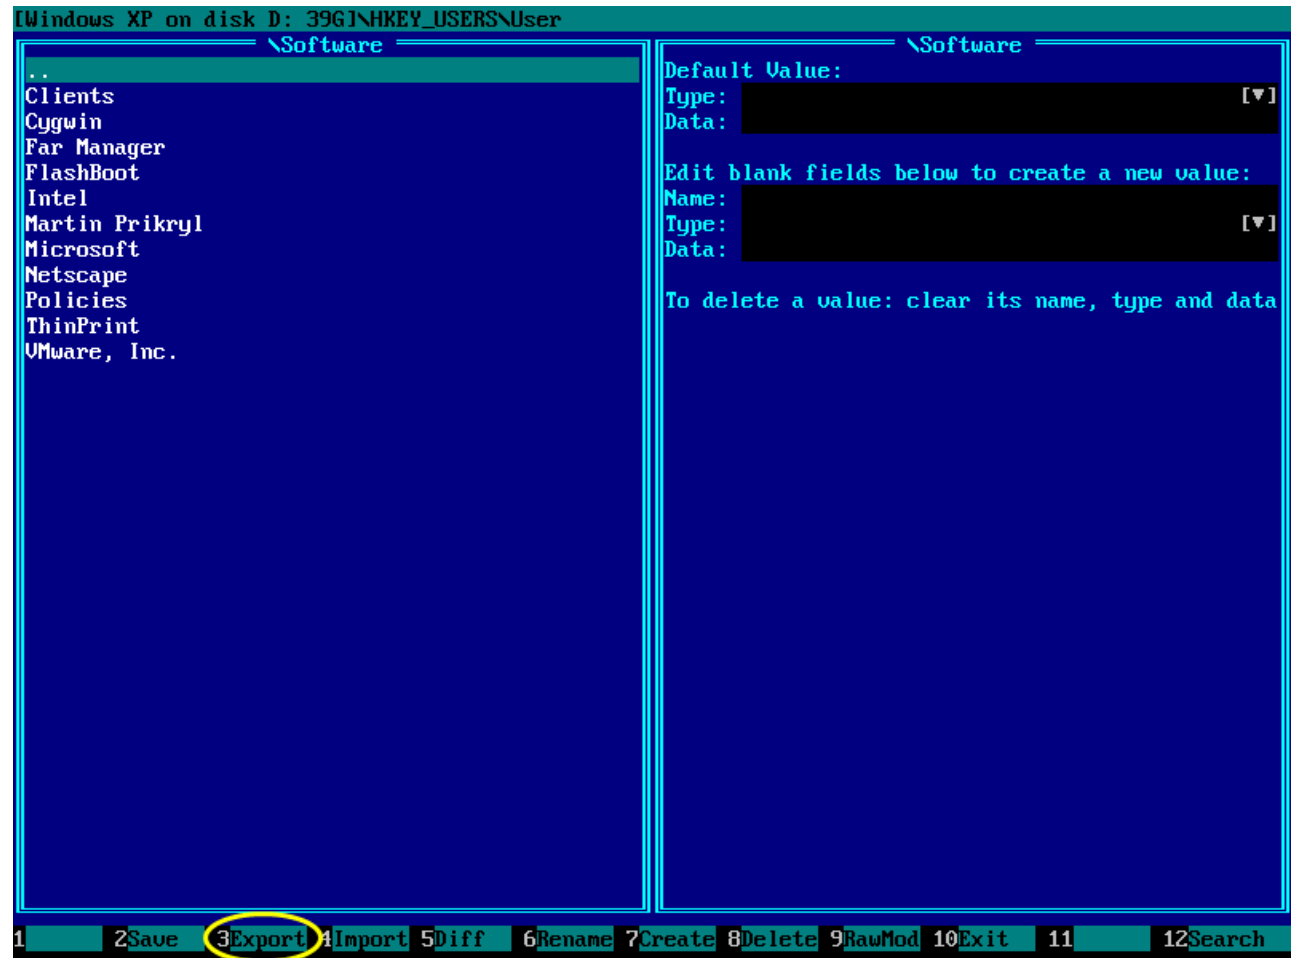 [Windows XP on disk D: 39G]\HKEY_USERS\User
\Software
..
Clients
Cygwin
Far Manager
FlashBoot
Intel
Martin Prikryl
Microsoft
Netscape
Policies
ThinPrint
VMware, Inc.
\Software
Default Value:
Type: [▼]
Data:
Edit blank fields below to create a new value:
Name:
Type: [▼]
Data:
To delete a value: clear its name, type and data
1 2Save 3Export 4Import 5Diff 6Rename 7Create 8Delete 9RawMod 10Exit 11 12Search